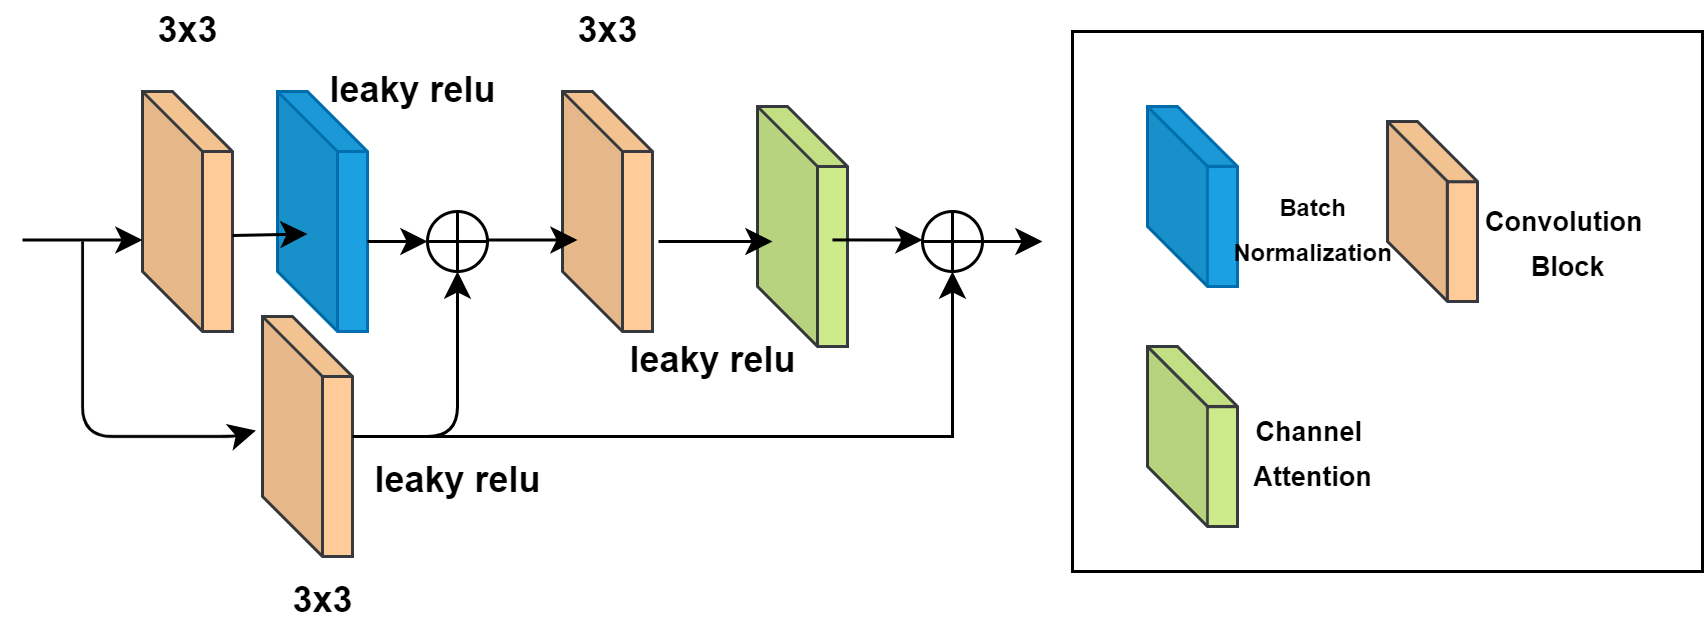 3x3
3x3
leaky relu
leaky relu
leaky relu
3x3
Batch
Normalization
Convolution
Block
Channel
Attention